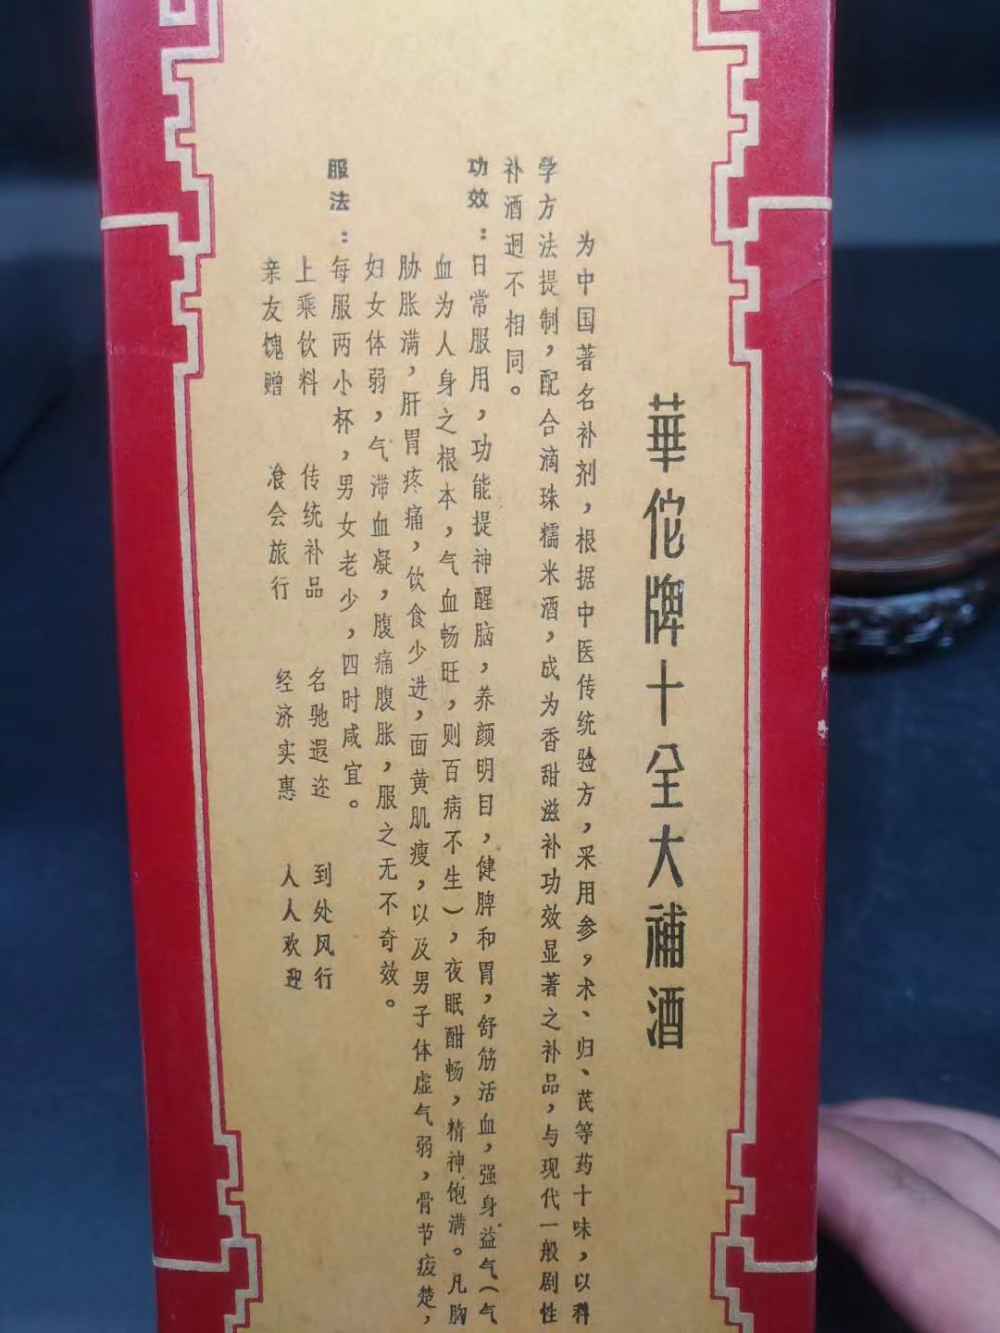 華佗牌十全大補酒
为中国著名补剂，根据中医传统验方，采用参，术、归、芪等药十味，以科
学方法提制，配合滴珠糯米酒，成为香甜滋补功效显著之补品，与现代一般剧性
补酒迥不相同。
功效：日常服用，功能提神醒脑，养颜明目，健脾和胃，舒筋活血，强身益气（气
血为人身之根本，气血畅旺，则百病不生），夜眠酣畅，精神饱满。凡胸
胁胀满，肝胃疼痛，饮食少进，面黄肌瘦，以及男子体虚气弱，骨节痠楚，
妇女体弱，气滞血凝，腹痛腹胀，服之无不奇效。
服法：每服两小杯，男女老少，四时咸宜。
上乘饮料 传统补品 名驰遐迩 到处风行
亲友馈赠 飡会旅行 经济实惠 人人欢迎